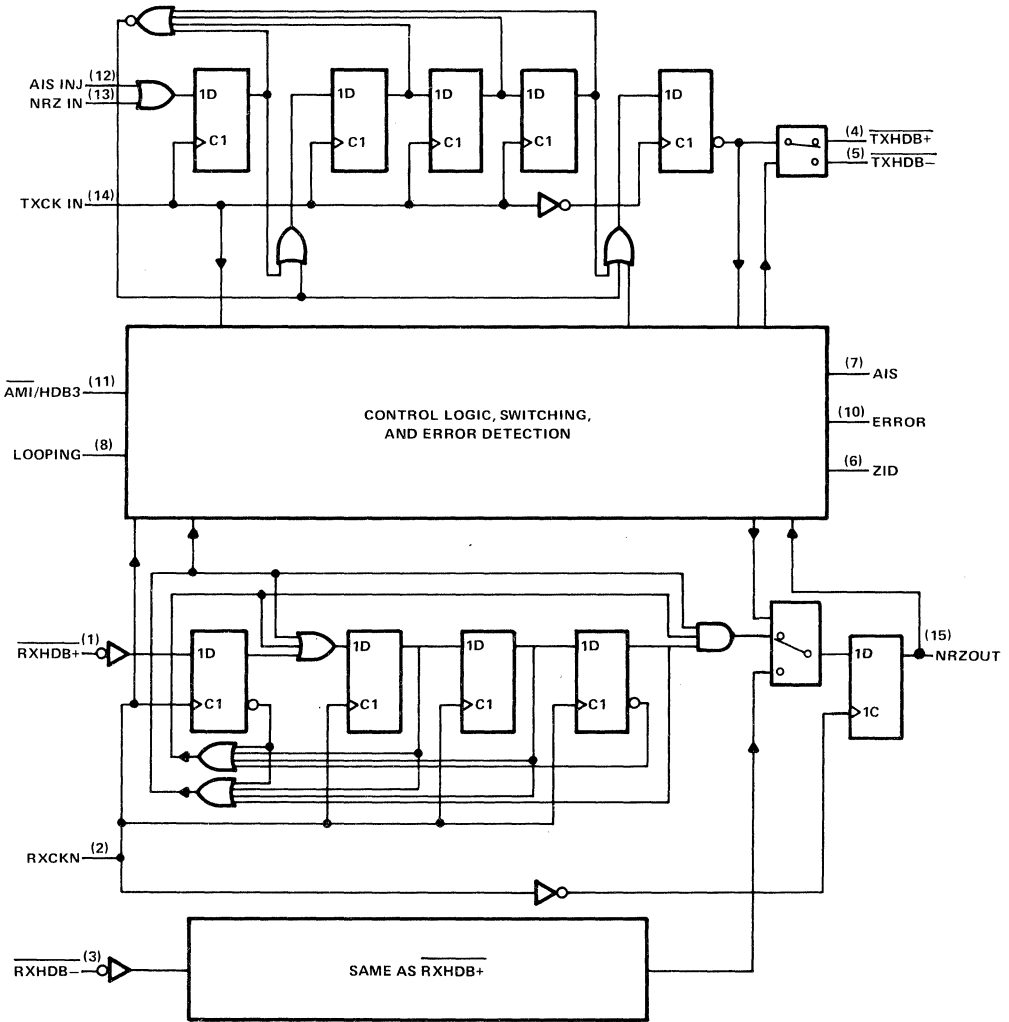 (12)
AIS INJ
(13)
NRZ IN
1D
C1
1D
C1
1D
C1
1D
C1
1D
C1
(4) TXHDB+
(5) TXHDB–
TXCK IN (14)
AMI/HDB3 (11)
LOOPING (8)
CONTROL LOGIC, SWITCHING,
AND ERROR DETECTION
(7) AIS
(10) ERROR
(6) ZID
RXHDB+ (1)
1D
C1
1D
C1
1D
C1
1D
C1
1D
1C
(15)
NRZOUT
RXCKN (2)
RXHDB– (3)
SAME AS RXHDB+